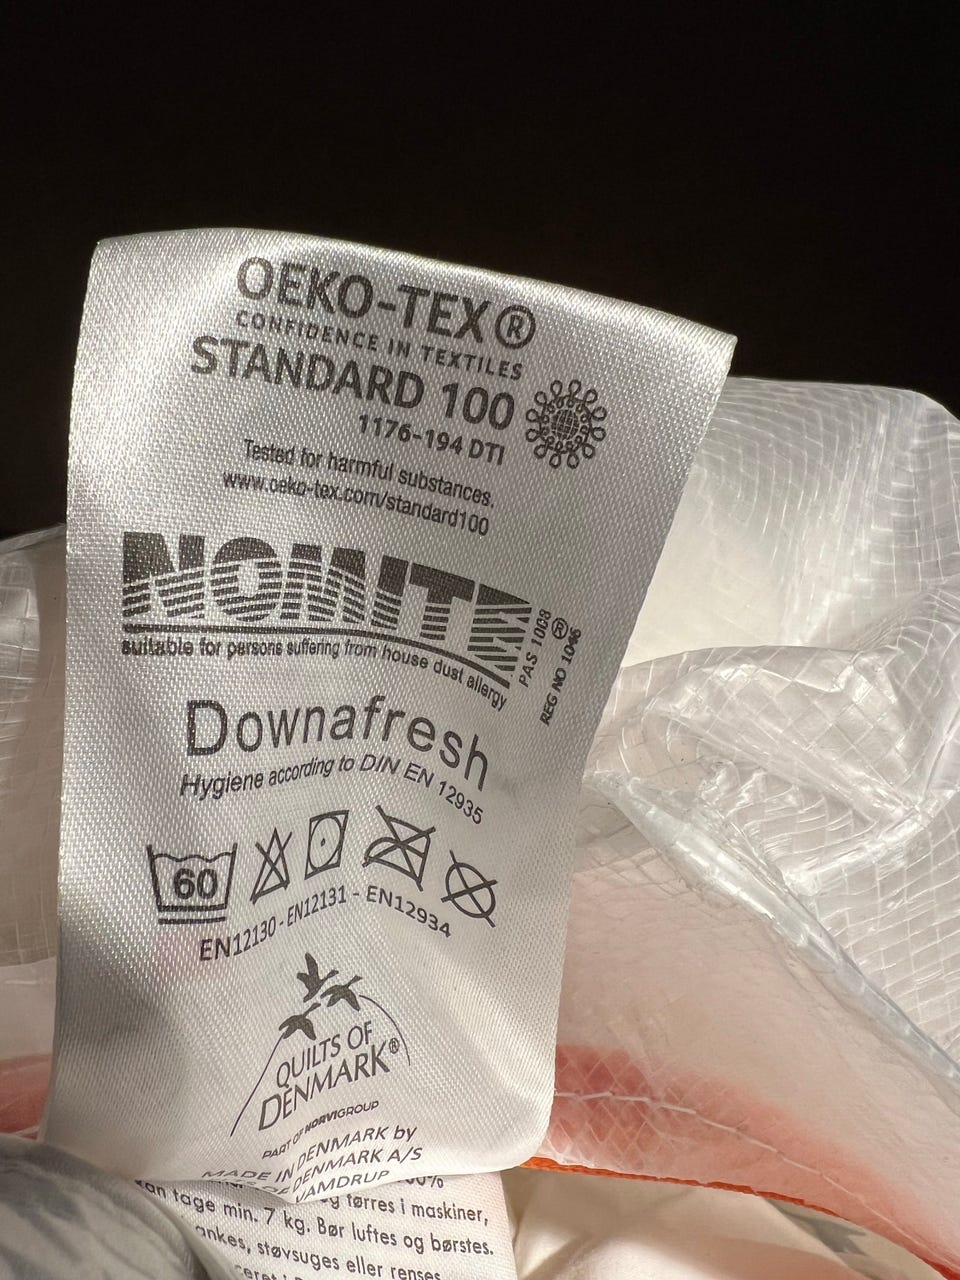 OEKO-TEX®
CONFIDENCE IN TEXTILES
STANDARD 100
1176-194 DTI
Tested for harmful substances.
www.oeko-tex.com/standard100
NOMITE
suitable for persons suffering from house dust allergy
PAS 1008
REG NO 1046
Downafresh
Hygiene according to DIN EN 12935
60
EN12130 - EN12131 - EN12934
QUILTS OF
DENMARK®
PART OF NORVIGROUP
MADE IN DENMARK by
DENMARK A/S
VAMDRUP
tørres i maskiner,
tage min. 7 kg. Bør luftes og børstes.
støvsuges eller renses